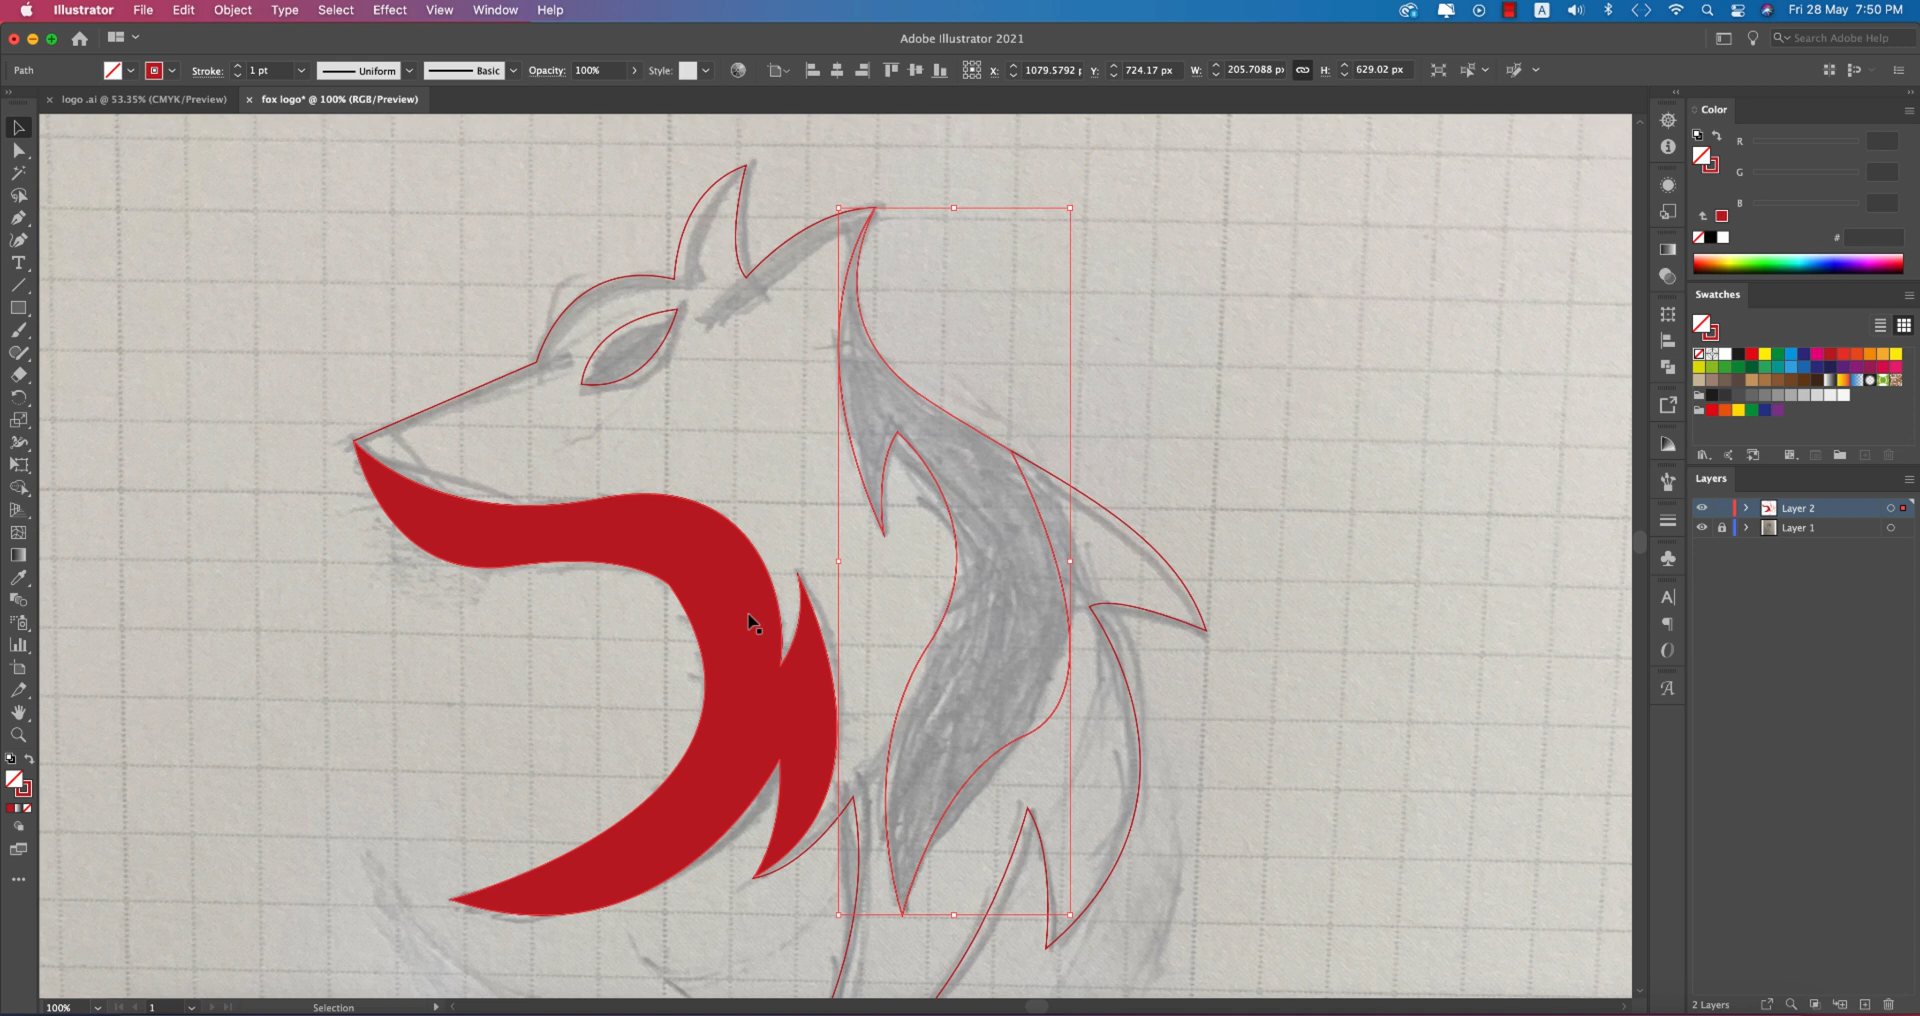 Illustrator File Edit Object Type Select Effect View Window Help
A
Fri 28 May 7:50 PM
Adobe Illustrator 2021
Search Adobe Help
Path
Stroke: 1 pt
Uniform
Basic
Opacity: 100%
Style:
X: 1079.5792
Y: 724.17 px
W: 205.7088 p
H: 629.02 px
× logo .ai @ 53.35% (CMYK/Preview)
× fox logo* @ 100% (RGB/Preview)
Color
R
G
B
#
Swatches
Layers
Layer 2
Layer 1
2 Layers
100%
1
Selection